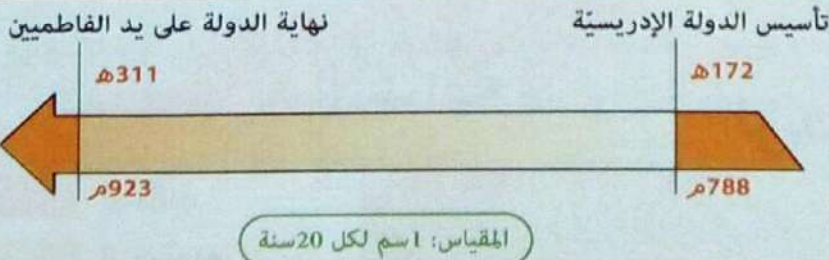 تأسيس الدولة الإدريسيّة
نهاية الدولة على يد الفاطميين
172هـ
311هـ
788م
923م
المقياس: 1سم لكل 20سنة